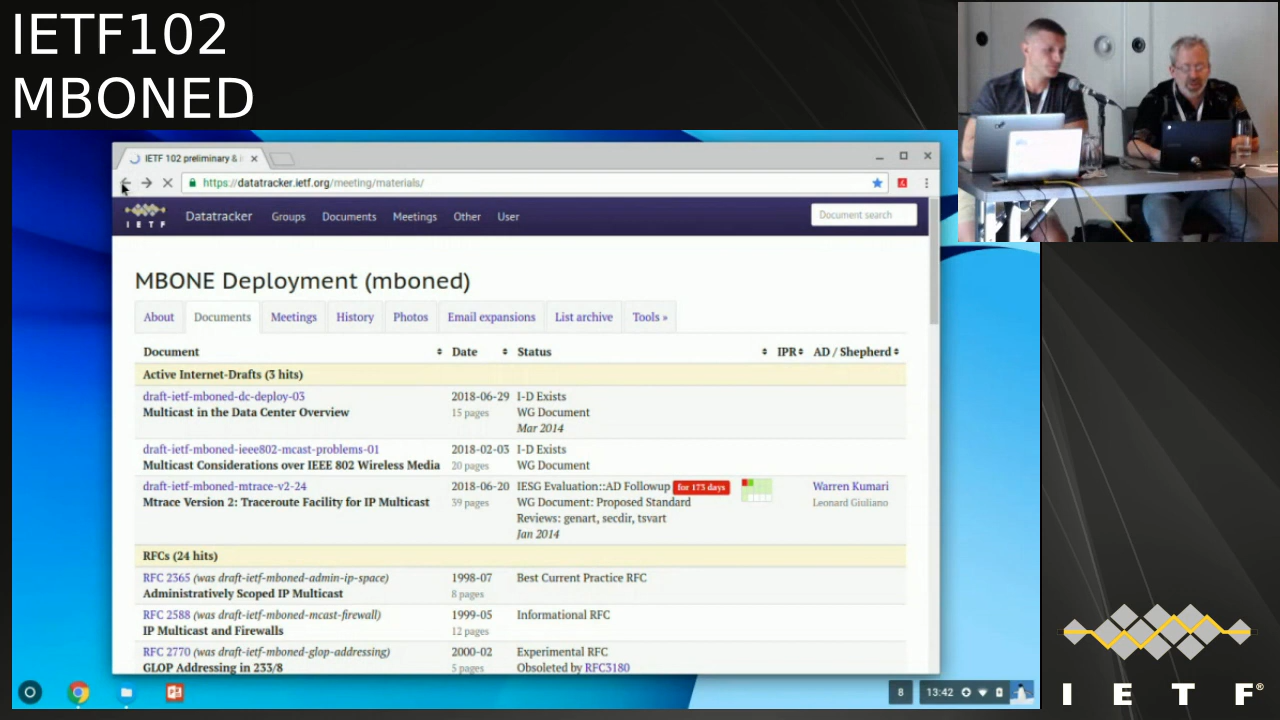 IETF102
MBONED
IETF 102 preliminary &
https://datatracker.ietf.org/meeting/materials/
IETF
Datatracker Groups Documents Meetings Other User Document search
MBONE Deployment (mboned)
About Documents Meetings History Photos Email expansions List archive Tools »
Document Date Status IPR AD / Shepherd
Active Internet-Drafts (3 hits)
draft-ietf-mboned-dc-deploy-03 2018-06-29 I-D Exists
Multicast in the Data Center Overview 15 pages WG Document
Mar 2014
draft-ietf-mboned-ieee802-mcast-problems-01 2018-02-03 I-D Exists
Multicast Considerations over IEEE 802 Wireless Media 20 pages WG Document
draft-ietf-mboned-mtrace-v2-24 2018-06-20 IESG Evaluation::AD Followup for 173 days Warren Kumari
Mtrace Version 2: Traceroute Facility for IP Multicast 39 pages WG Document: Proposed Standard Leonard Giuliano
Reviews: genart, secdir, tsvart
Jan 2014
RFCs (24 hits)
RFC 2365 (was draft-ietf-mboned-admin-ip-space) 1998-07 Best Current Practice RFC
Administratively Scoped IP Multicast 8 pages
RFC 2588 (was draft-ietf-mboned-mcast-firewall) 1999-05 Informational RFC
IP Multicast and Firewalls 12 pages
RFC 2770 (was draft-ietf-mboned-glop-addressing) 2000-02 Experimental RFC
GLOP Addressing in 233/8 5 pages Obsoleted by RFC3180
8 13:42
I E T F®